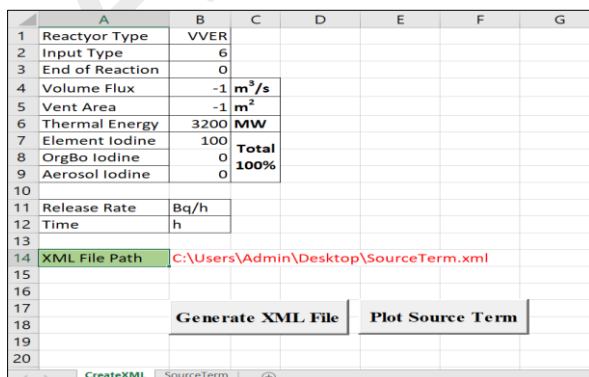 A B C D E F G
1 Reactyor Type VVER
2 Input Type 6
3 End of Reaction 0
4 Volume Flux -1 m³/s
5 Vent Area -1 m²
6 Thermal Energy 3200 MW
7 Element Iodine 100 Total
8 OrgBo Iodine 0 100%
9 Aerosol Iodine 0
10
11 Release Rate Bq/h
12 Time h
13
14 XML File Path C:\Users\Admin\Desktop\SourceTerm.xml
15
16
17 Generate XML File Plot Source Term
18
19
20
CreateXML SourceTerm